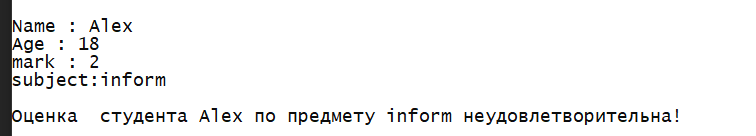 Name : Alex
Age : 18
mark : 2
subject:inform
Оценка  студента Alex по предмету inform неудовлетворительна!